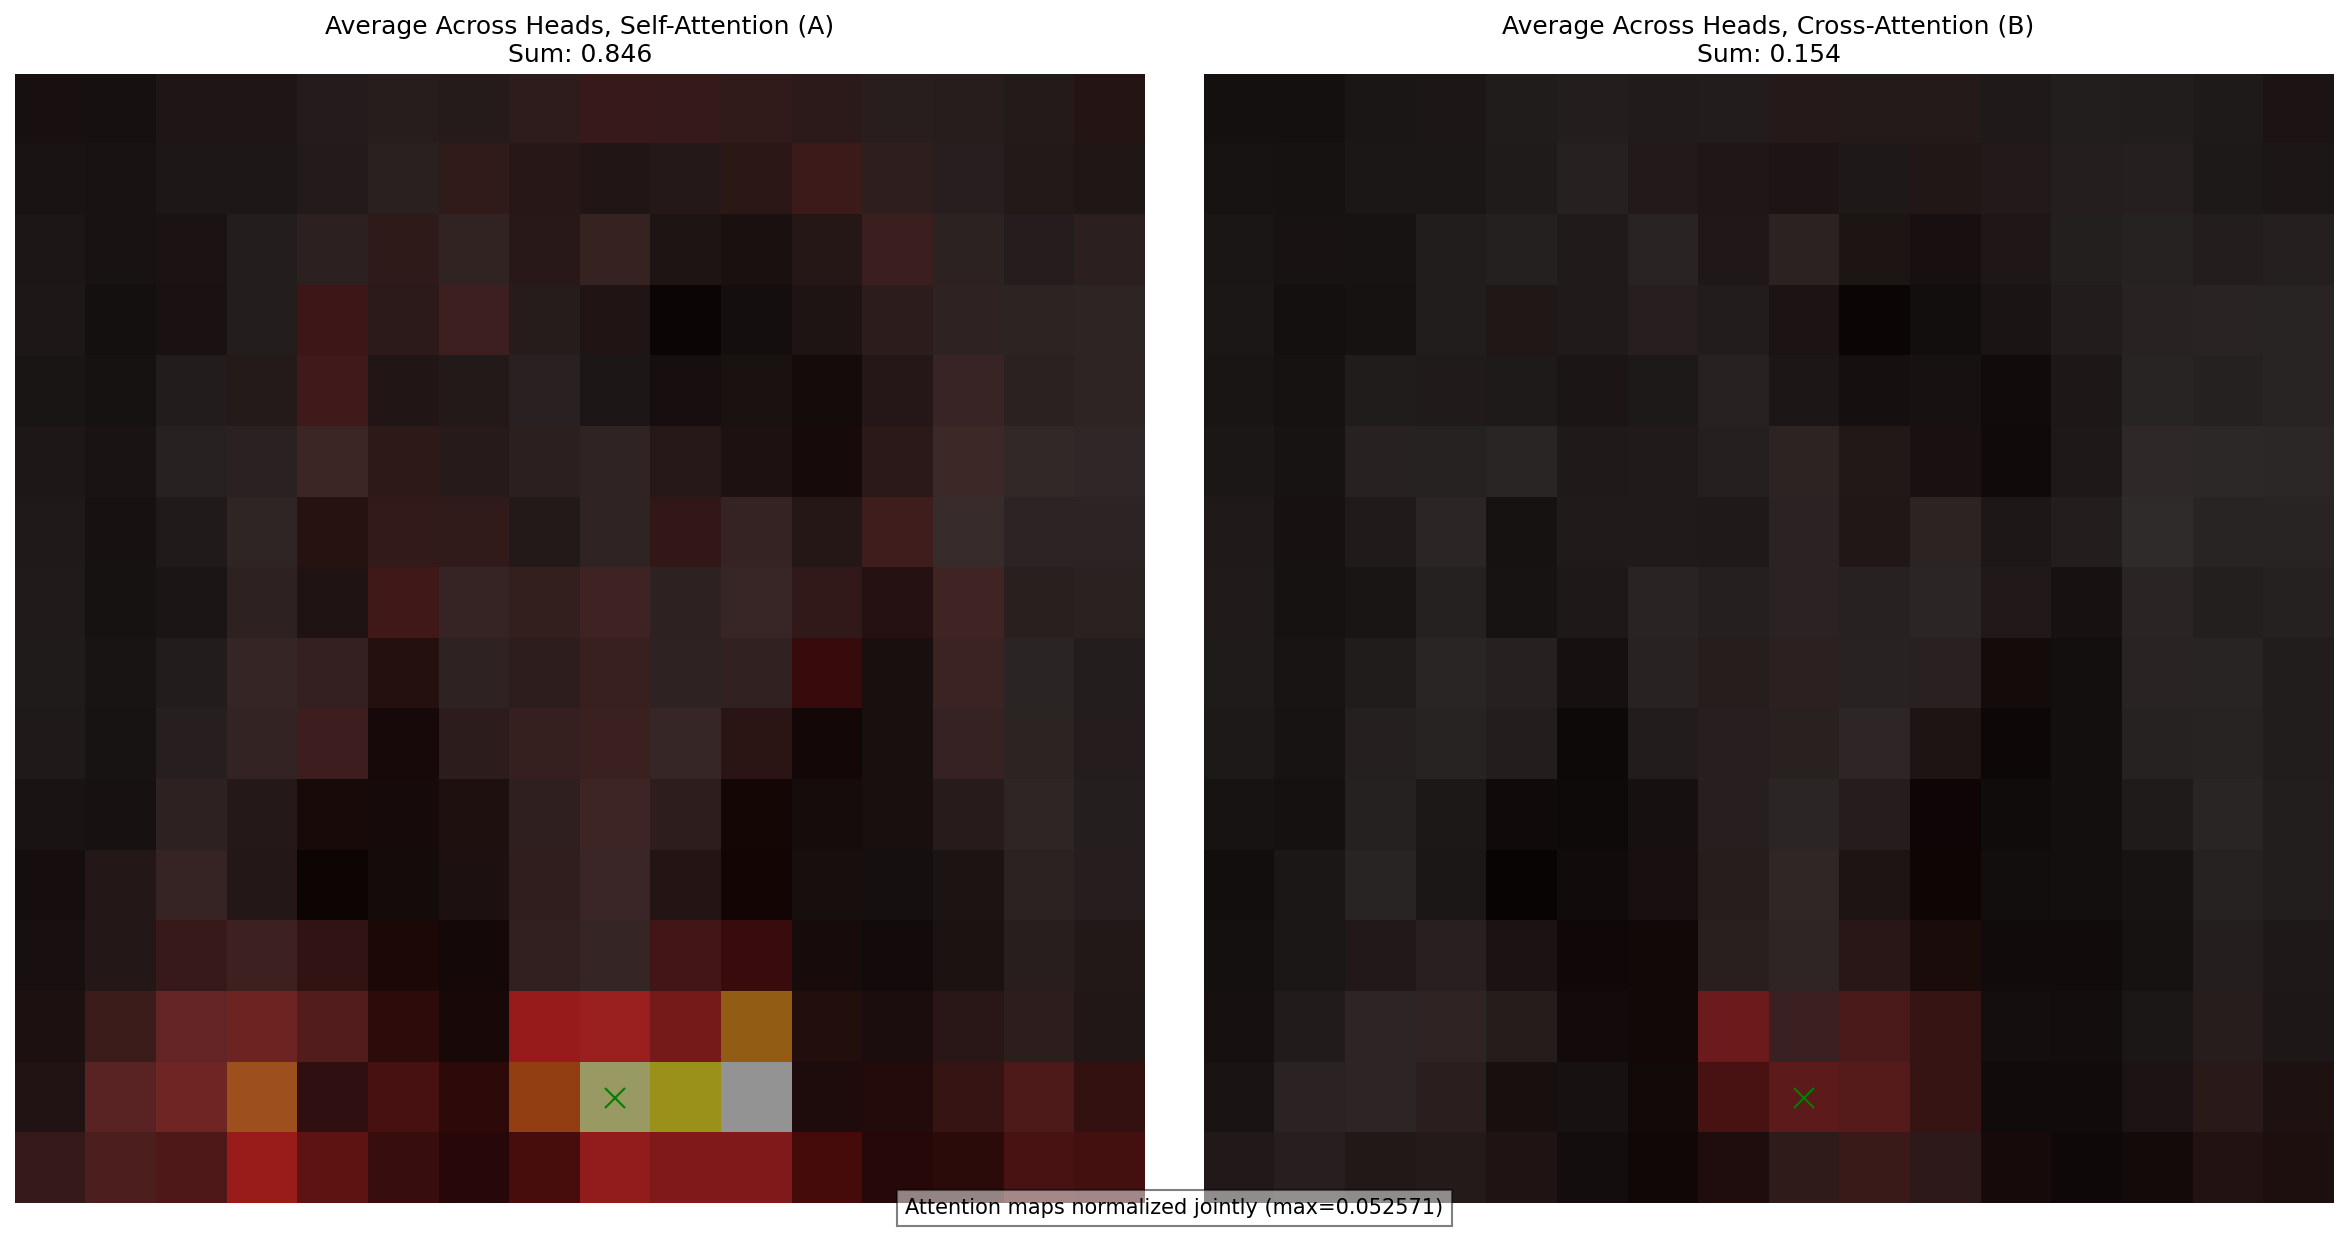 Average Across Heads, Self-Attention (A)
Sum: 0.846
Average Across Heads, Cross-Attention (B)
Sum: 0.154
Attention maps normalized jointly (max=0.052571)